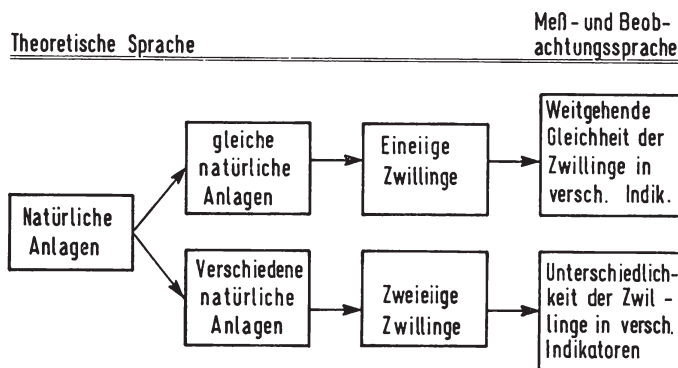 Theoretische Sprache
Meß- und Beob-
achtungssprache
Natürliche
Anlagen
gleiche
natürliche
Anlagen
Eineiige
Zwillinge
Weitgehende
Gleichheit der
Zwillinge in
versch. Indik.
Verschiedene
natürliche
Anlagen
Zweieiige
Zwillinge
Unterschiedlich-
keit der Zwil -
linge in versch.
Indikatoren